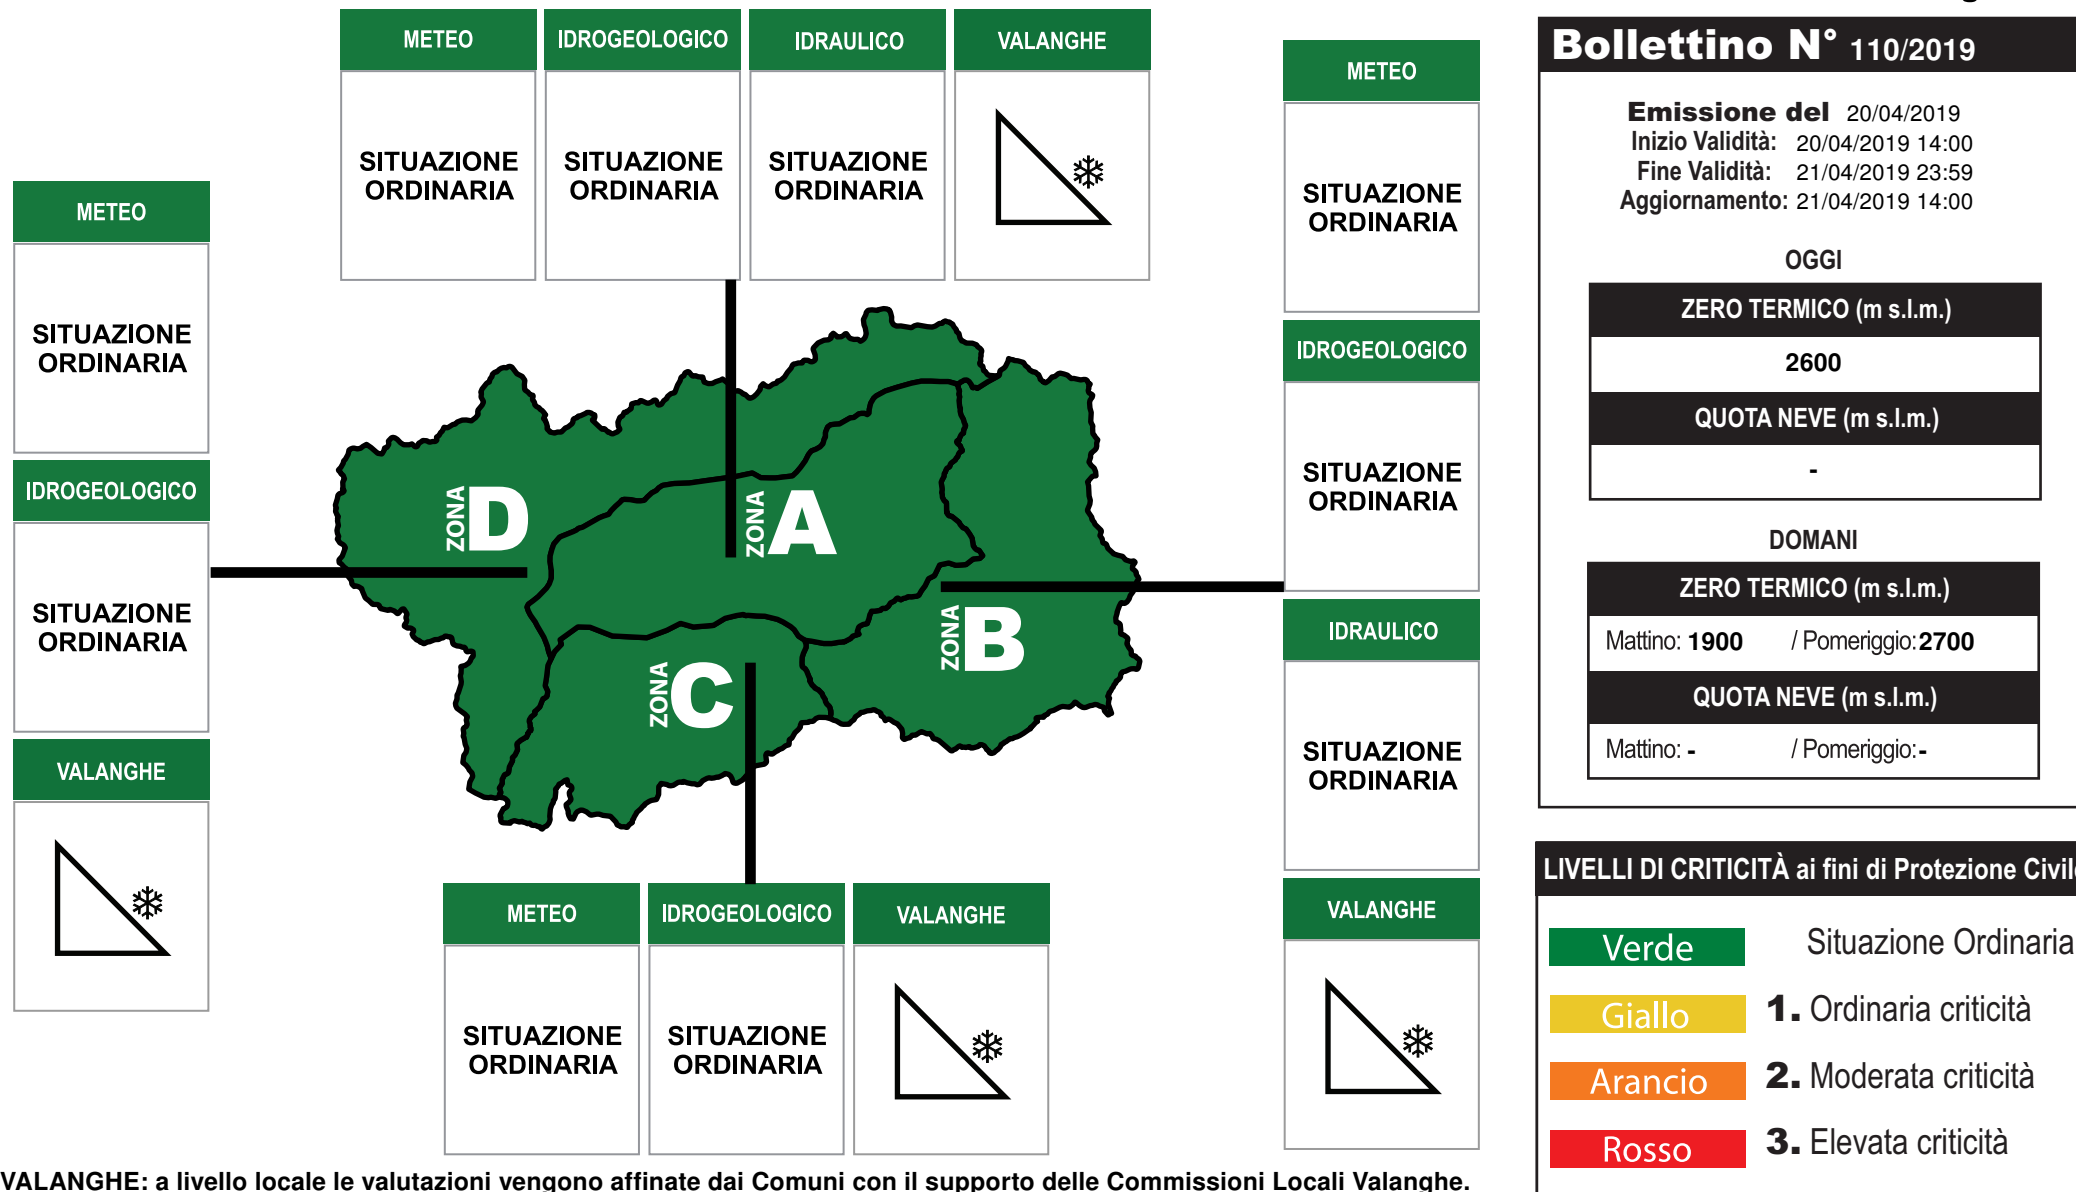 METEO
IDROGEOLOGICO
IDRAULICO
VALANGHE
SITUAZIONE
ORDINARIA
SITUAZIONE
ORDINARIA
SITUAZIONE
ORDINARIA
METEO
SITUAZIONE
ORDINARIA
IDROGEOLOGICO
SITUAZIONE
ORDINARIA
VALANGHE
METEO
SITUAZIONE
ORDINARIA
IDROGEOLOGICO
SITUAZIONE
ORDINARIA
IDRAULICO
SITUAZIONE
ORDINARIA
VALANGHE
ZONA D
ZONA A
ZONA B
ZONA C
METEO
IDROGEOLOGICO
VALANGHE
SITUAZIONE
ORDINARIA
SITUAZIONE
ORDINARIA
VALANGHE: a livello locale le valutazioni vengono affinate dai Comuni con il supporto delle Commissioni Locali Valanghe.
Bollettino N° 110/2019
Emissione del 20/04/2019
Inizio Validità: 20/04/2019 14:00
Fine Validità: 21/04/2019 23:59
Aggiornamento: 21/04/2019 14:00
OGGI
ZERO TERMICO (m s.l.m.)
2600
QUOTA NEVE (m s.l.m.)
-
DOMANI
ZERO TERMICO (m s.l.m.)
Mattino: 1900 / Pomeriggio: 2700
QUOTA NEVE (m s.l.m.)
Mattino: - / Pomeriggio: -
LIVELLI DI CRITICITÀ ai fini di Protezione Civile
Verde Situazione Ordinaria
Giallo 1. Ordinaria criticità
Arancio 2. Moderata criticità
Rosso 3. Elevata criticità